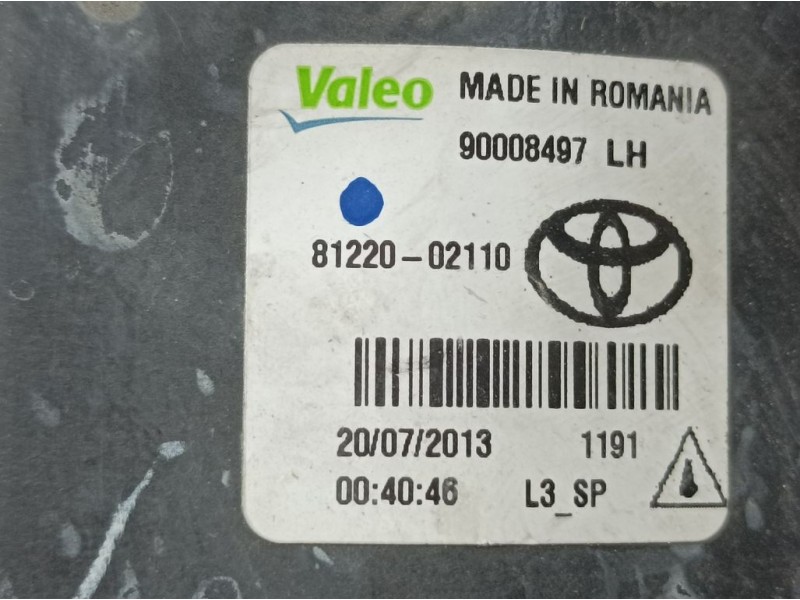 Valeo MADE IN ROMANIA
90008497 LH
81220-02110
20/07/2013 1191
00:40:46 L3_SP